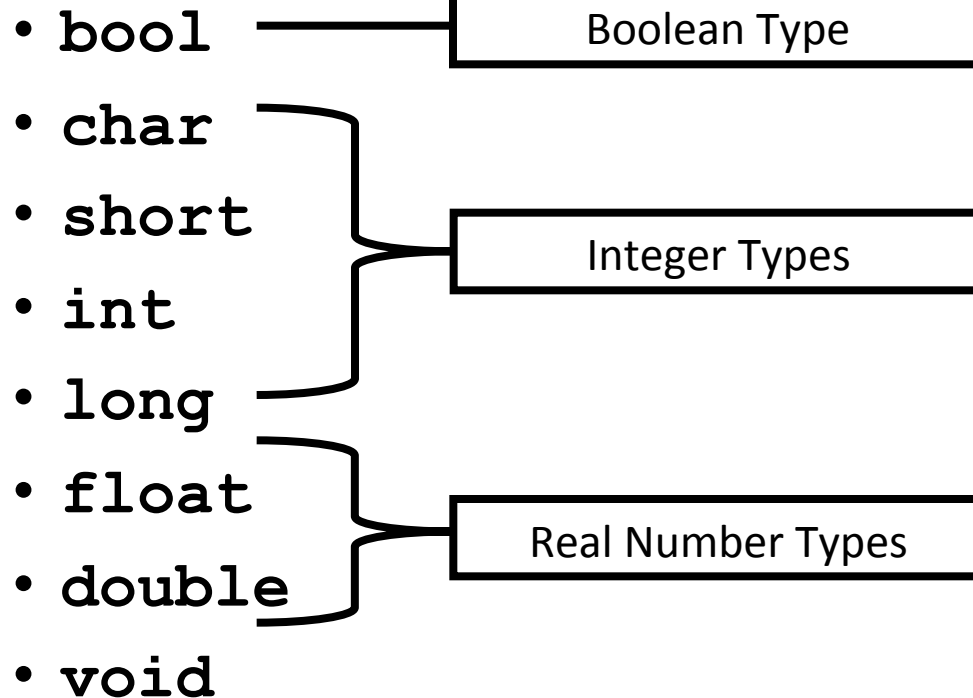 • bool
Boolean Type
• char
• short
Integer Types
• int
• long
• float
Real Number Types
• double
• void